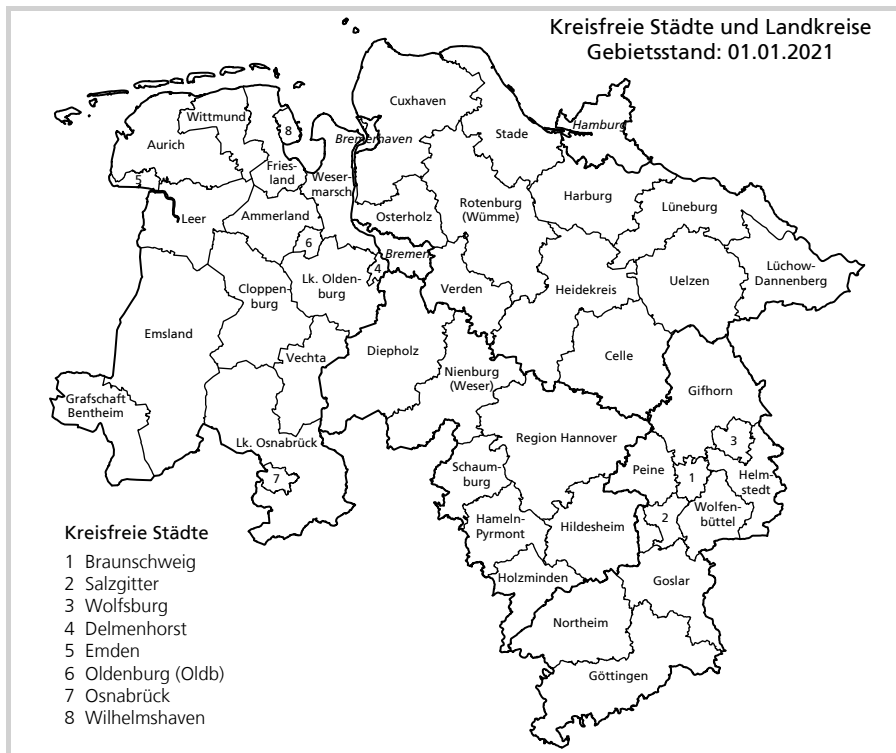 Kreisfreie Städte und Landkreise
Gebietsstand: 01.01.2021
Cuxhaven
Wittmund
8
Stade
Hamburg
Bremerhaven
Aurich
Fries-
land
Weser-
marsch
5
Harburg
Lüneburg
Leer
Ammerland
Osterholz
Rotenburg
(Wümme)
6
Bremen
4
Lüchow-
Dannenberg
Cloppen-
burg
Lk. Olden-
burg
Verden
Heidekreis
Uelzen
Emsland
Vechta
Diepholz
Celle
Nienburg
(Weser)
Gifhorn
Grafschaft
Bentheim
Lk. Osnabrück
Region Hannover
3
7
Schaum-
burg
Peine
1
Helm-
stedt
Wolfen-
büttel
2
Hameln-
Pyrmont
Hildesheim
Holzminden
Goslar
Northeim
Göttingen
Kreisfreie Städte
1 Braunschweig
2 Salzgitter
3 Wolfsburg
4 Delmenhorst
5 Emden
6 Oldenburg (Oldb)
7 Osnabrück
8 Wilhelmshaven